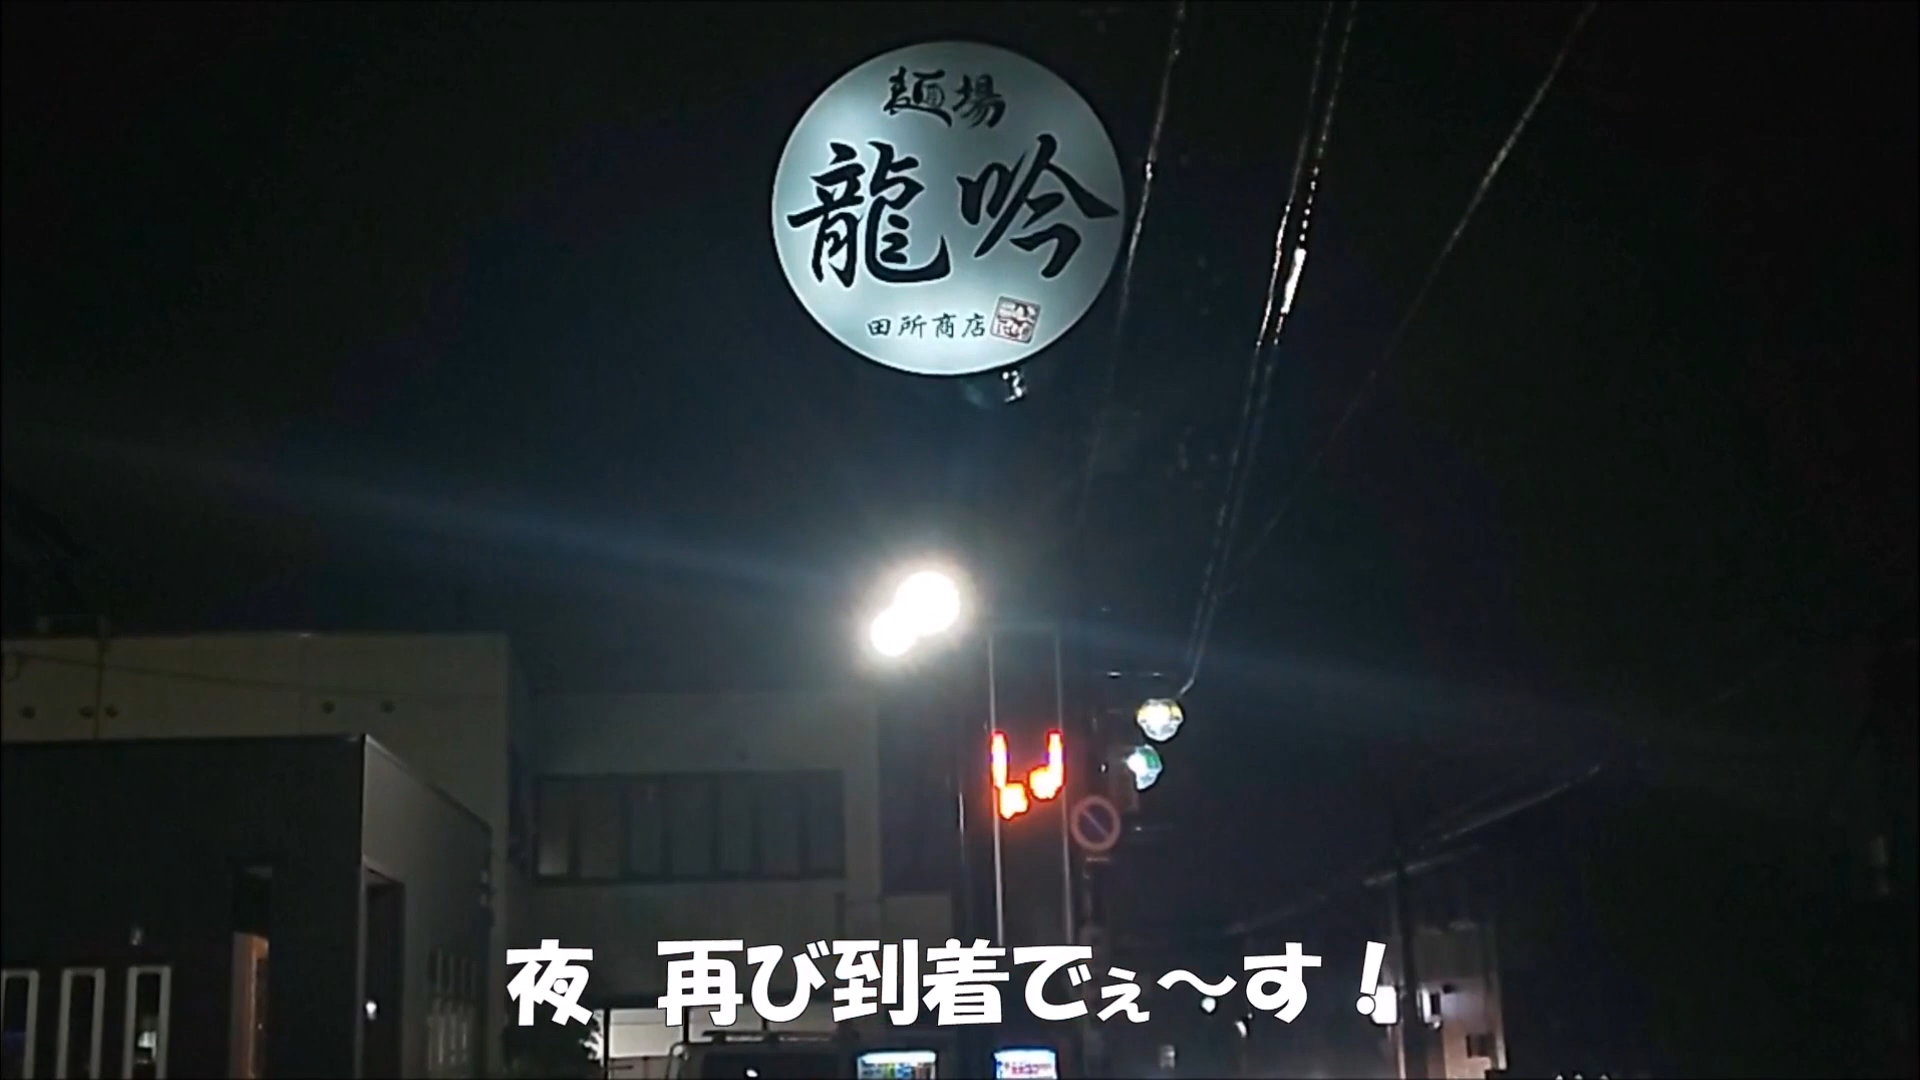 麺場
龍吟
田所商店
夜 再び到着でぇ～す！